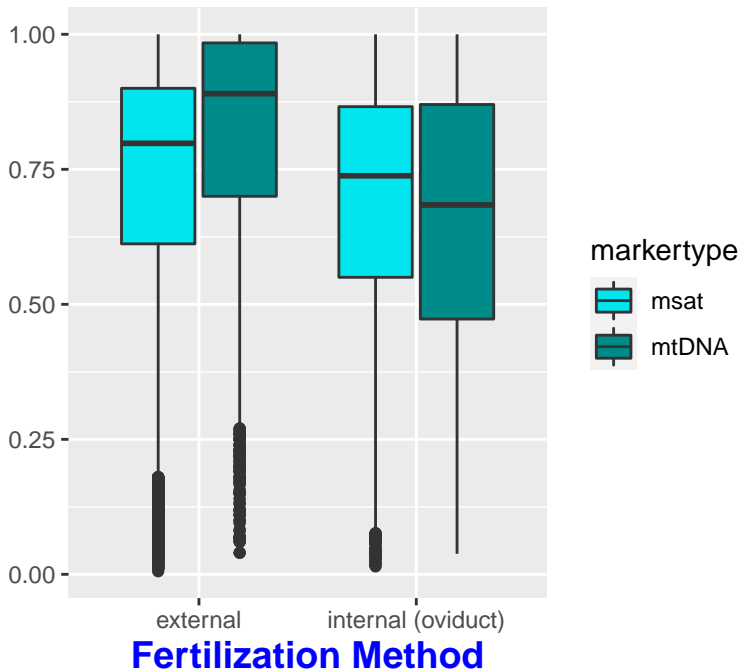 1.00
0.75
0.50
0.25
0.00
external
internal (oviduct)
Fertilization Method
markertype
msat
mtDNA